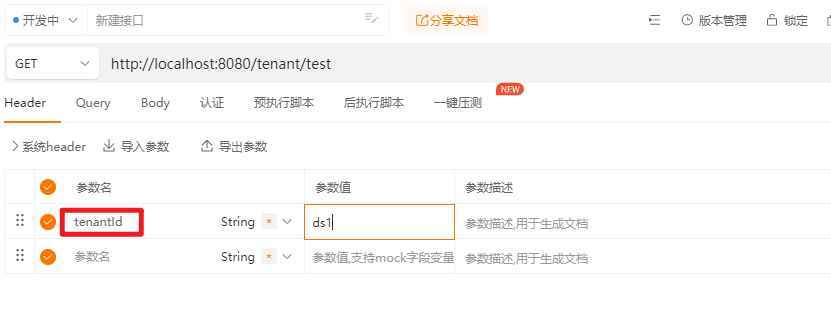 开发中 新建接口 分享文档 版本管理 锁定
GET http://localhost:8080/tenant/test
Header Query Body 认证 预执行脚本 后执行脚本 一键压测 NEW
系统header 导入参数 导出参数
参数名 参数值 参数描述
tenantId String * ds1 参数描述,用于生成文档
参数名 String * 参数值,支持mock字段变量 参数描述,用于生成文档